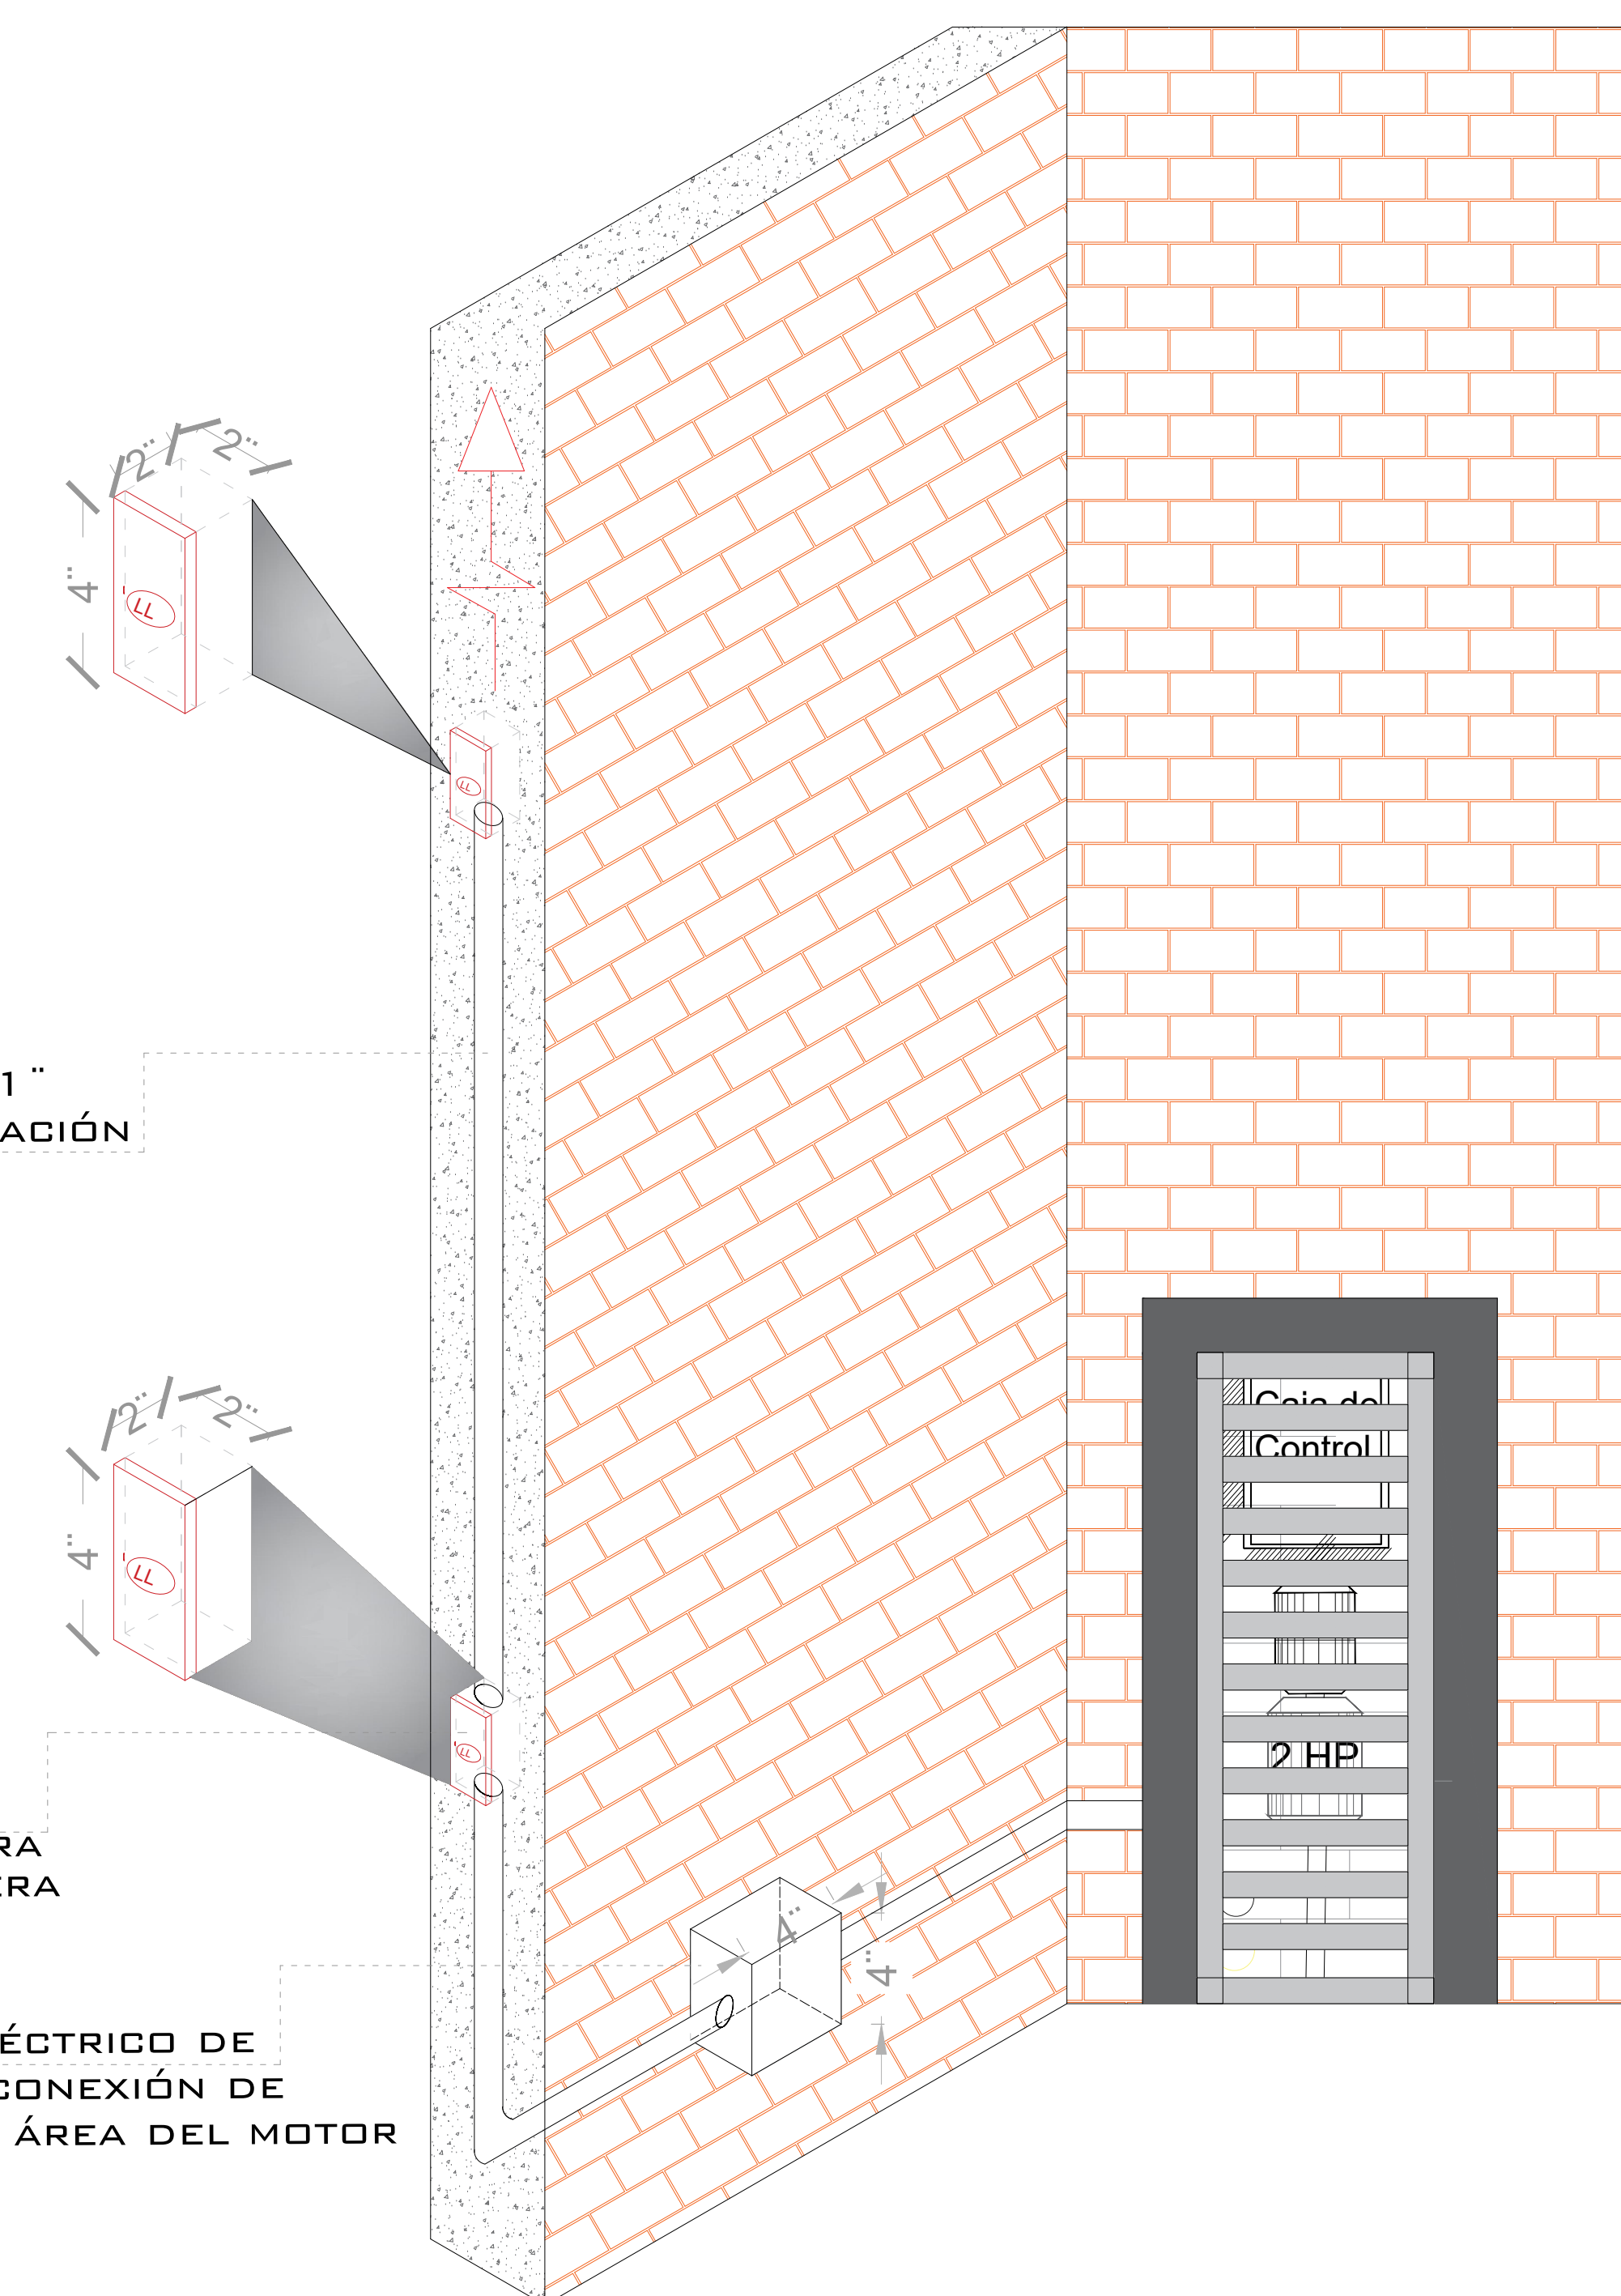 2¨
2¨
4¨
LL
LL
1¨
ACIÓN
2¨
2¨
4¨
LL
LL
Caja de
Control
2 HP
RA
ERA
4¨
4¨
ÉCTRICO DE
CONEXIÓN DE
ÁREA DEL MOTOR